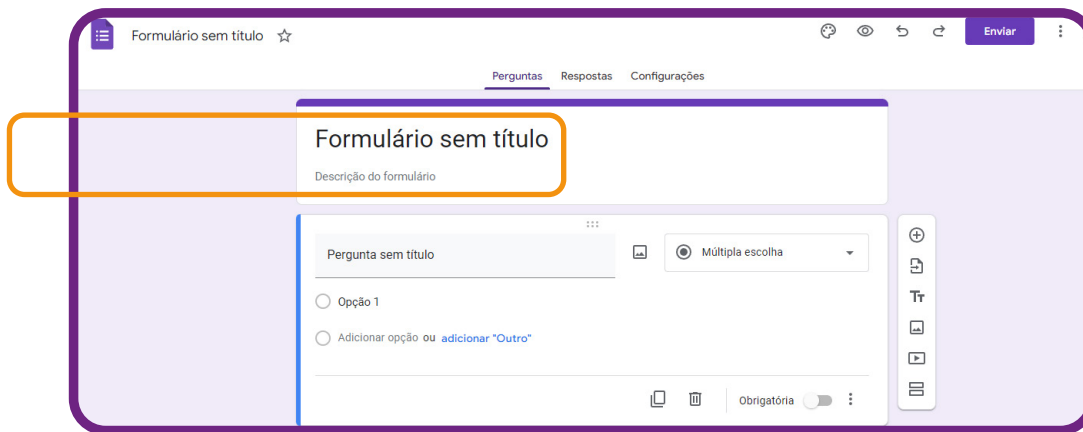 Formulário sem título
Enviar
Perguntas Respostas Configurações
Formulário sem título
Descrição do formulário
Pergunta sem título
Múltipla escolha
Opção 1
Adicionar opção ou adicionar "Outro"
Obrigatória
Tт